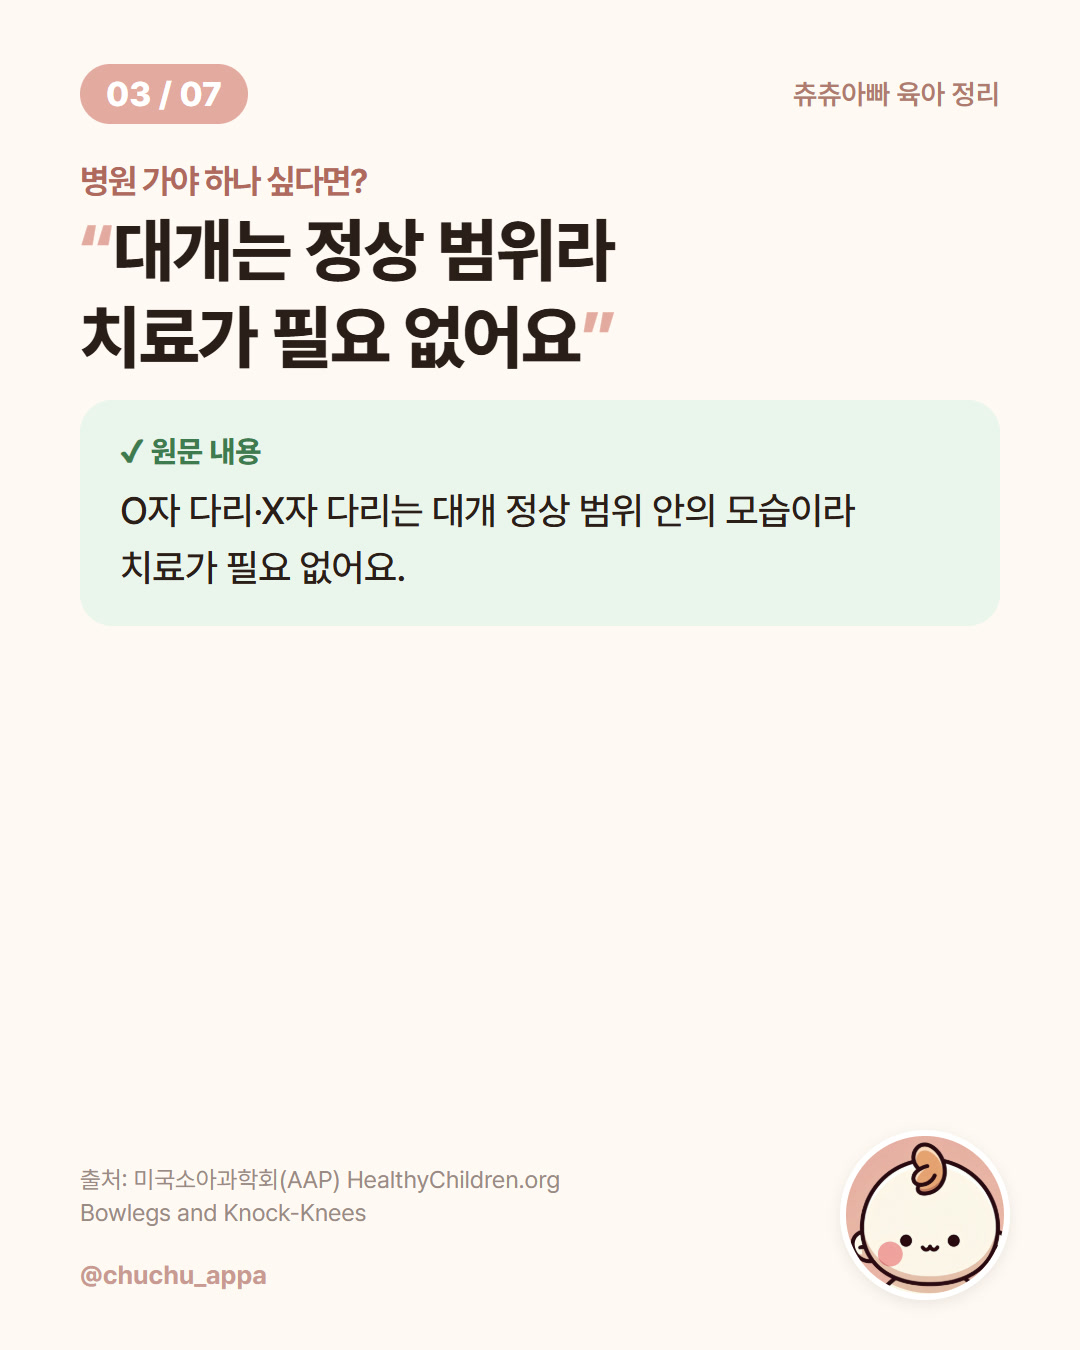 03 / 07
츄츄아빠 육아 정리
병원 가야 하나 싶다면?
“대개는 정상 범위라
치료가 필요 없어요”
✓ 원문 내용
O자 다리·X자 다리는 대개 정상 범위 안의 모습이라
치료가 필요 없어요.
출처: 미국소아과학회(AAP) HealthyChildren.org
Bowlegs and Knock-Knees
@chuchu_appa